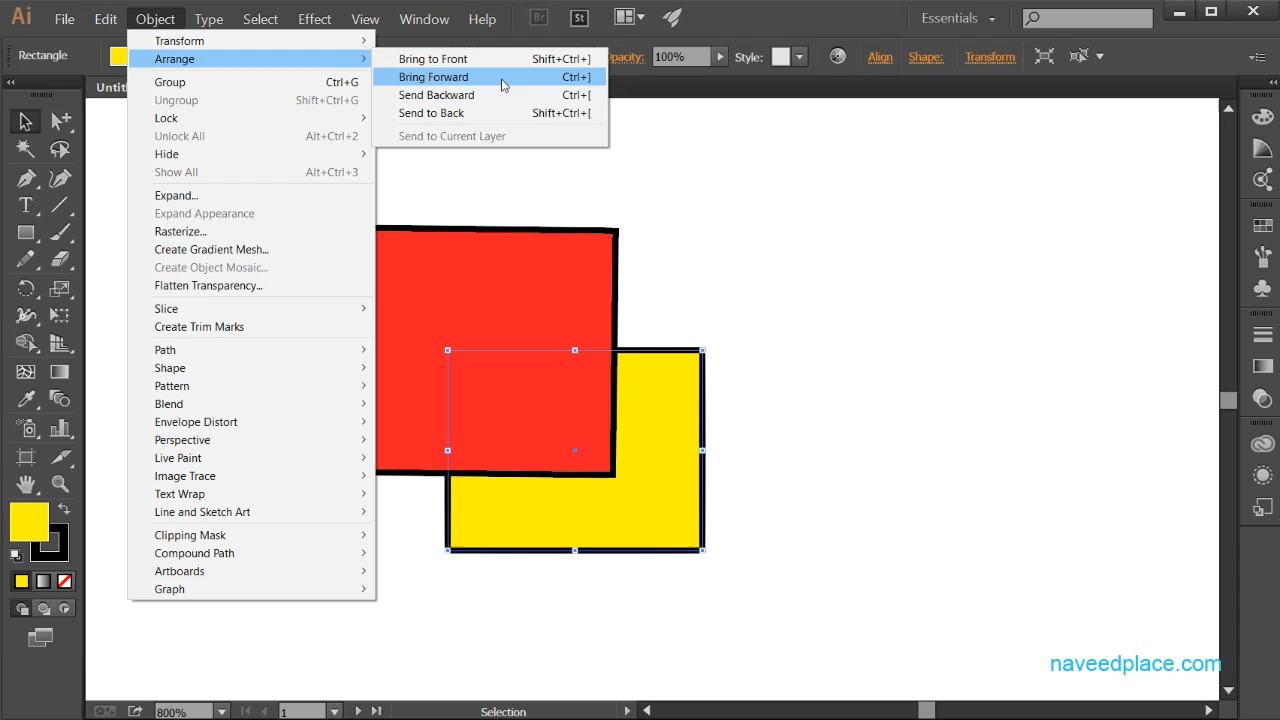 Ai File Edit Object Type Select Effect View Window Help Br St Essentials
Rectangle Opacity: 100% Style: Align Shape: Transform
Transform
Arrange
Group Ctrl+G
Ungroup Shift+Ctrl+G
Lock
Unlock All Alt+Ctrl+2
Hide
Show All Alt+Ctrl+3
Expand...
Expand Appearance
Rasterize...
Create Gradient Mesh...
Create Object Mosaic...
Flatten Transparency...
Slice
Create Trim Marks
Path
Shape
Pattern
Blend
Envelope Distort
Perspective
Live Paint
Image Trace
Text Wrap
Line and Sketch Art
Clipping Mask
Compound Path
Artboards
Graph
Bring to Front Shift+Ctrl+]
Bring Forward Ctrl+]
Send Backward Ctrl+[
Send to Back Shift+Ctrl+[
Send to Current Layer
naveedplace.com
800% 1 Selection